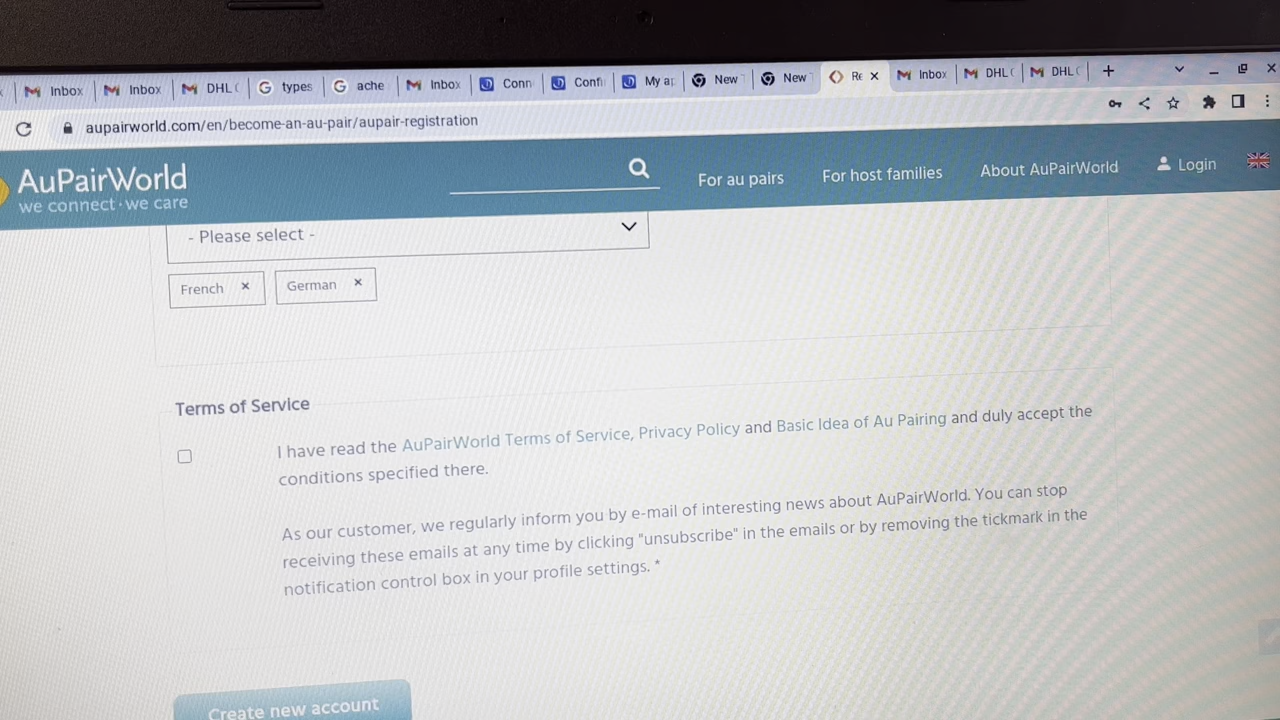 Inbox
Inbox
DHL (
types
ache
Inbox
Conn
Confi
My a
New
New
Re
Inbox
DHL (
DHL (
aupairworld.com/en/become-an-au-pair/aupair-registration
AuPairWorld
we connect·we care
For au pairs
For host families
About AuPairWorld
Login
- Please select -
French
German
Terms of Service
I have read the AuPairWorld Terms of Service, Privacy Policy and Basic Idea of Au Pairing and duly accept the
conditions specified there.
As our customer, we regularly inform you by e-mail of interesting news about AuPairWorld. You can stop
receiving these emails at any time by clicking "unsubscribe" in the emails or by removing the tickmark in the
notification control box in your profile settings. *
Create new account